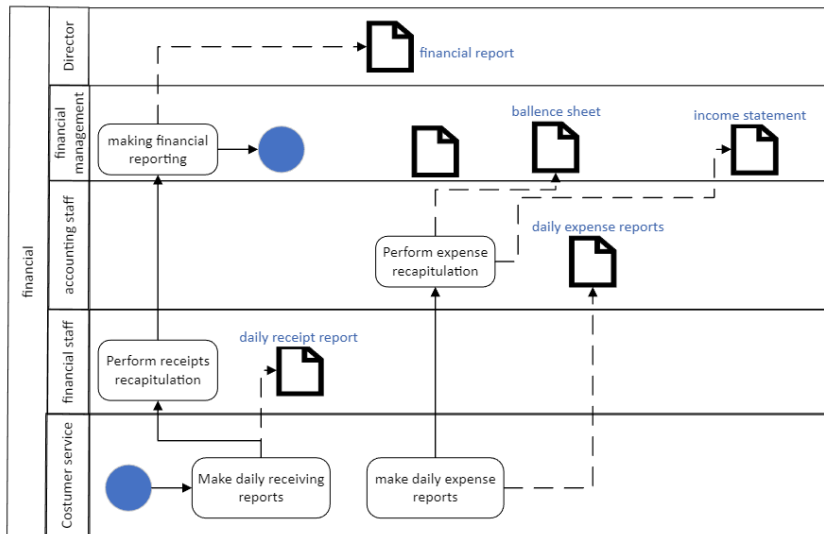 financial
Director
financial report
financial
management
making financial
reporting
ballence sheet
income statement
accounting staff
Perform expense
recapitulation
daily expense reports
financial staff
Perform receipts
recapitulation
daily receipt report
Costumer service
Make daily receiving
reports
make daily expense
reports